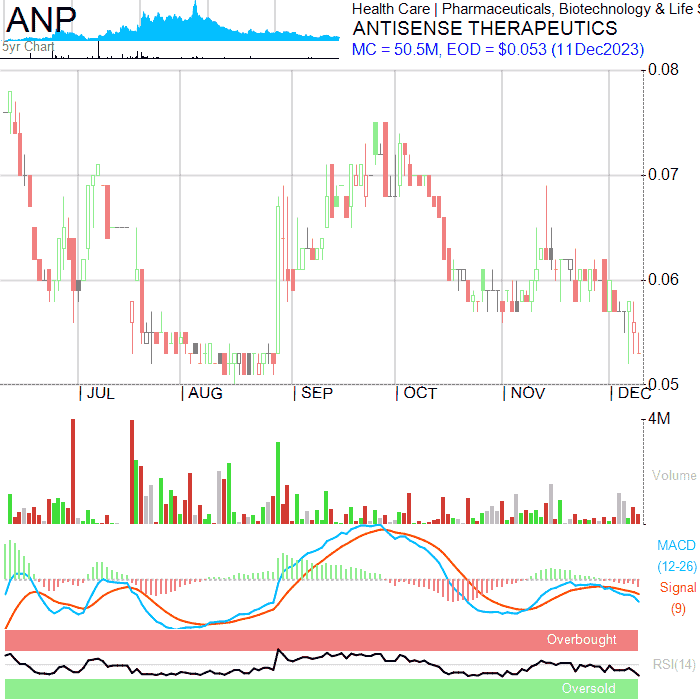 ANP
5yr Chart
Health Care | Pharmaceuticals, Biotechnology & Life S
ANTISENSE THERAPEUTICS
MC = 50.5M, EOD = $0.053 (11Dec2023)
0.08
0.07
0.06
0.05
| JUL | AUG | SEP | OCT | NOV | DEC
4M
Volume
MACD
(12-26)
Signal
(9)
Overbought
RSI(14)
Oversold